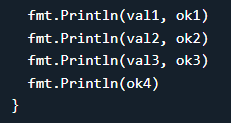 fmt.Println(val1, ok1)
fmt.Println(val2, ok2)
fmt.Println(val3, ok3)
fmt.Println(ok4)
}